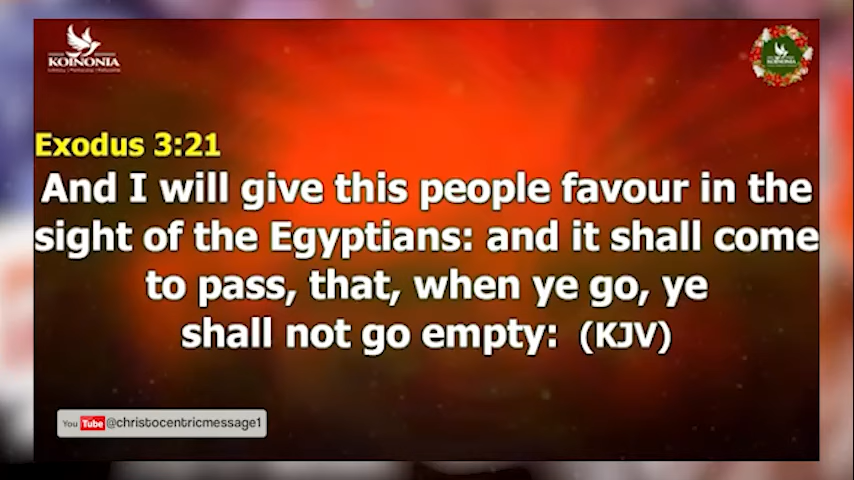 KOINONIA
KOINONIA
Exodus 3:21
And I will give this people favour in the
sight of the Egyptians: and it shall come
to pass, that, when ye go, ye
shall not go empty: (KJV)
You Tube @christocentricmessage1